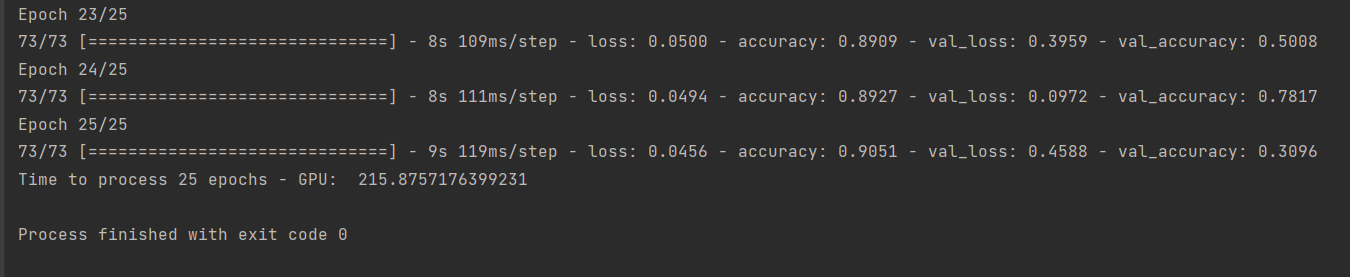 Epoch 23/25
73/73 [==============================] - 8s 109ms/step - loss: 0.0500 - accuracy: 0.8909 - val_loss: 0.3959 - val_accuracy: 0.5008
Epoch 24/25
73/73 [==============================] - 8s 111ms/step - loss: 0.0494 - accuracy: 0.8927 - val_loss: 0.0972 - val_accuracy: 0.7817
Epoch 25/25
73/73 [==============================] - 9s 119ms/step - loss: 0.0456 - accuracy: 0.9051 - val_loss: 0.4588 - val_accuracy: 0.3096
Time to process 25 epochs - GPU:  215.8757176399231
Process finished with exit code 0